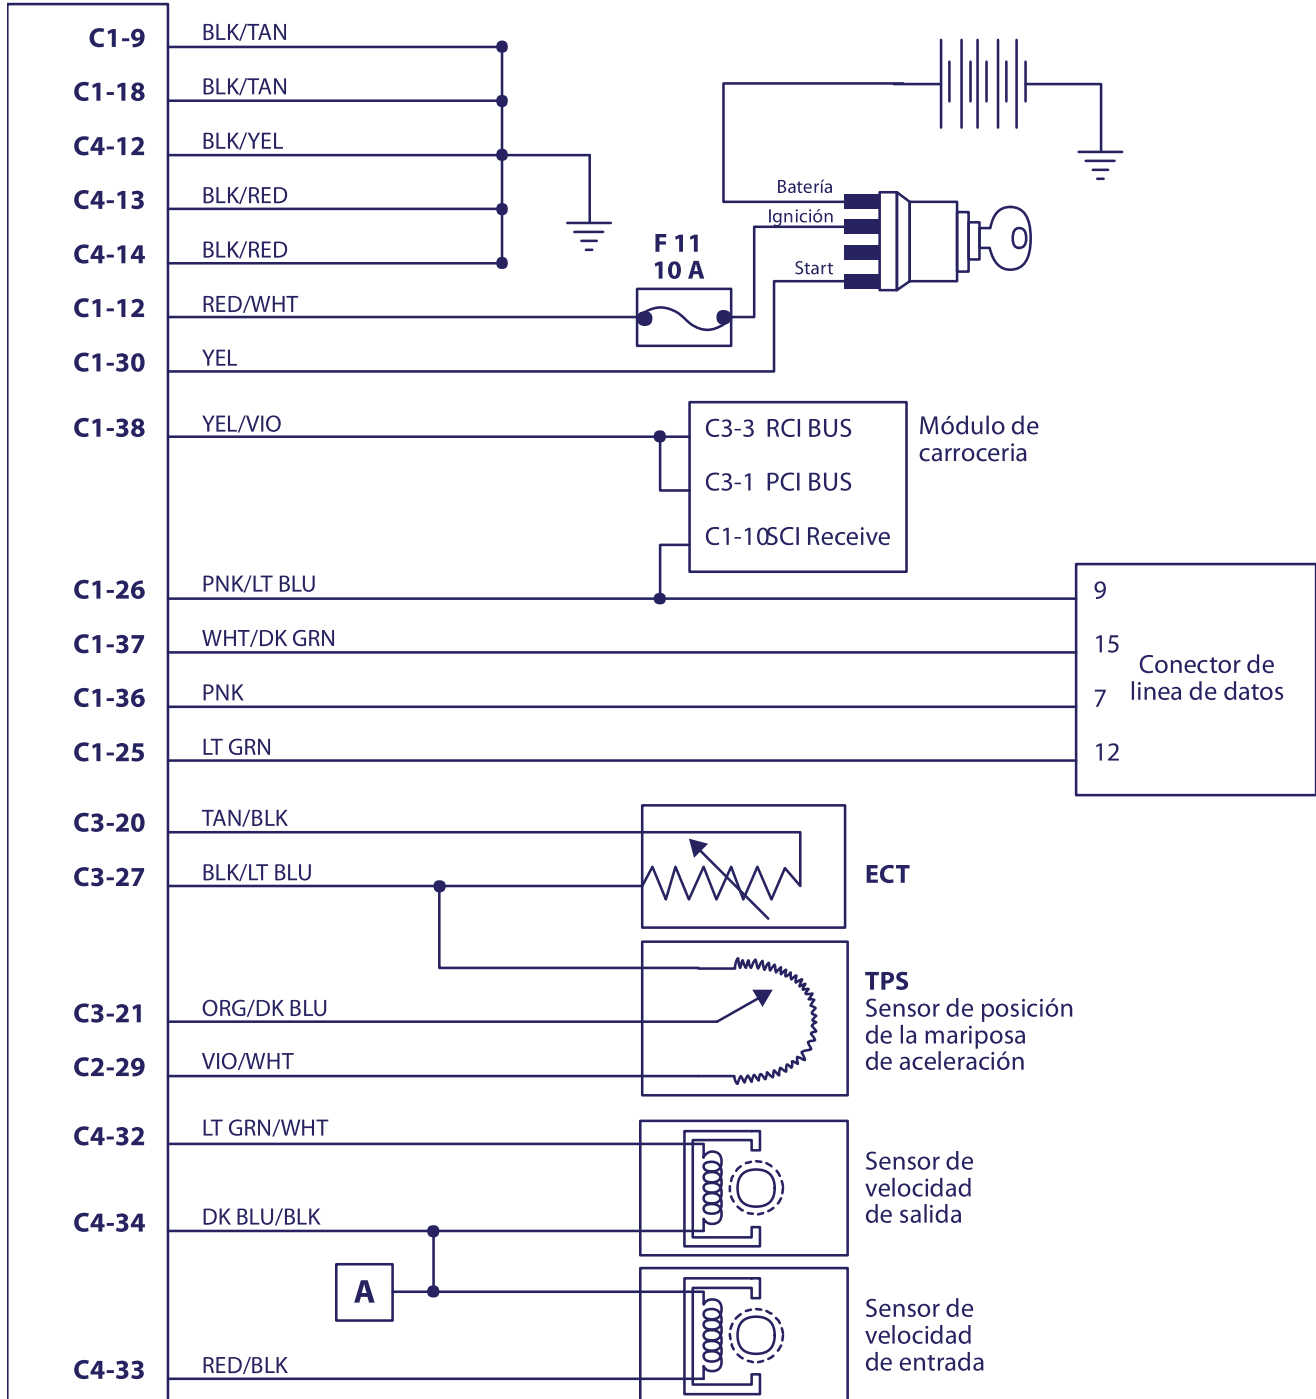 C1-9 BLK/TAN
C1-18 BLK/TAN
C4-12 BLK/YEL
C4-13 BLK/RED
C4-14 BLK/RED
C1-12 RED/WHT
C1-30 YEL
Batería
Ignición
Start
F 11
10 A
C1-38 YEL/VIO
C3-3 RCI BUS
C3-1 PCI BUS
C1-10 SCI Receive
Módulo de
carroceria
C1-26 PNK/LT BLU 9
C1-37 WHT/DK GRN 15
C1-36 PNK 7
C1-25 LT GRN 12
Conector de
linea de datos
C3-20 TAN/BLK
C3-27 BLK/LT BLU
ECT
C3-21 ORG/DK BLU
C2-29 VIO/WHT
TPS
Sensor de posición
de la mariposa
de aceleración
C4-32 LT GRN/WHT
C4-34 DK BLU/BLK
Sensor de
velocidad
de salida
A
C4-33 RED/BLK
Sensor de
velocidad
de entrada